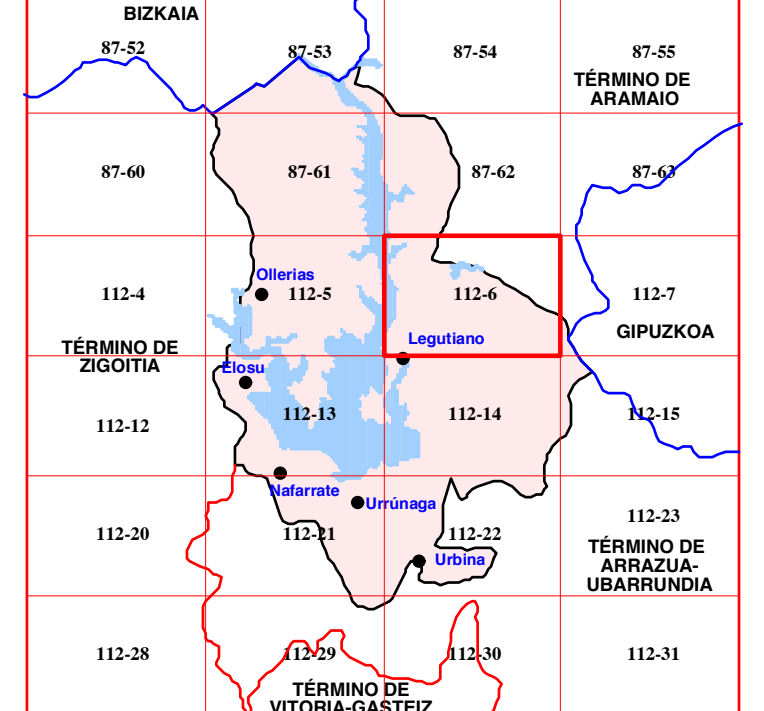 BIZKAIA
87-52
87-53
87-54
87-55
TÉRMINO DE
ARAMAIO
87-60
87-61
87-62
87-63
Ollerias
112-4
112-5
112-6
112-7
Legutiano
GIPUZKOA
TÉRMINO DE
ZIGOITIA
Elosu
112-12
112-13
112-14
112-15
Nafarrate
Urrúnaga
112-20
112-21
112-22
112-23
Urbina
TÉRMINO DE
ARRAZUA-
UBARRUNDIA
112-28
112-29
112-30
112-31
TÉRMINO DE
VITORIA-GASTEIZ